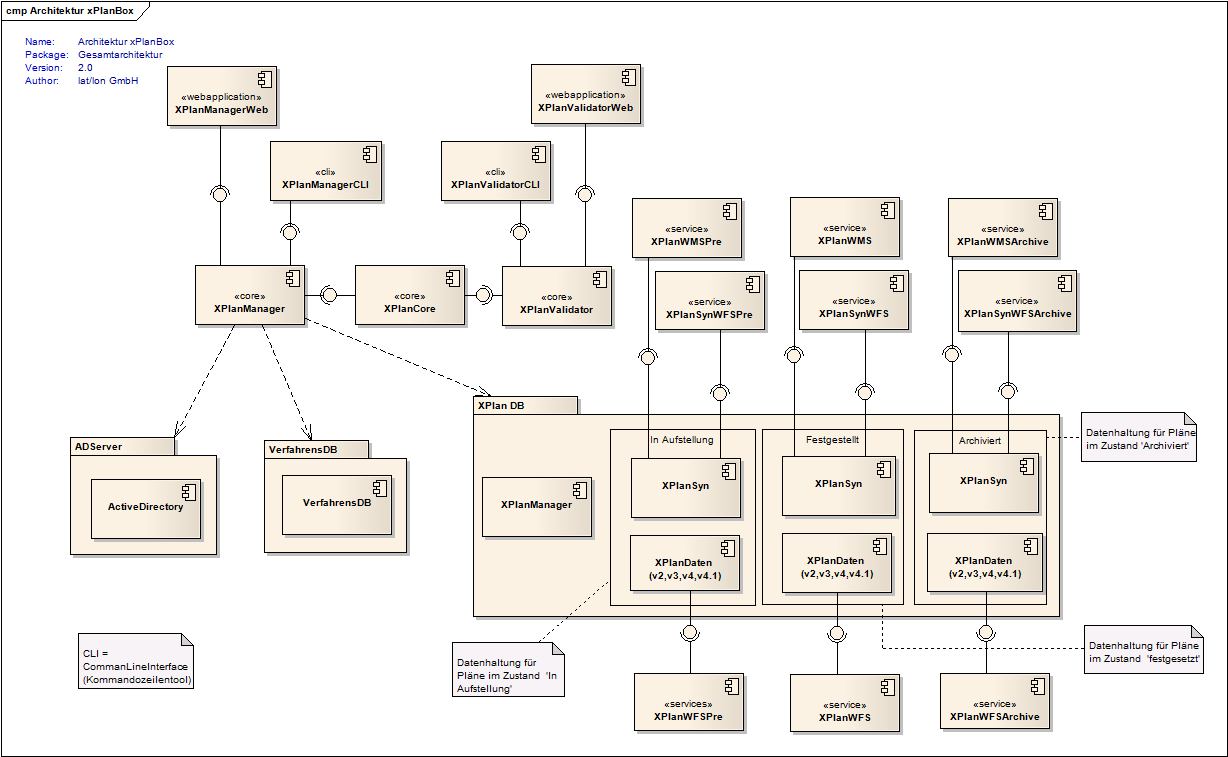 cmp Architektur xPlanBox
Name: Architektur xPlanBox
Package: Gesamtarchitektur
Version: 2.0
Author: lat/lon GmbH
«webapplication»
XPlanManagerWeb
«webapplication»
XPlanValidatorWeb
«cli»
XPlanManagerCLI
«cli»
XPlanValidatorCLI
«service»
XPlanWMSPre
«service»
XPlanWMS
«service»
XPlanWMSArchive
«core»
XPlanManager
«core»
XPlanCore
«core»
XPlanValidator
«service»
XPlanSynWFSPre
«service»
XPlanSynWFS
«service»
XPlanSynWFSArchive
XPlan DB
ADServer
ActiveDirectory
VerfahrensDB
VerfahrensDB
XPlanManager
In Aufstellung
XPlanSyn
XPlanDaten
(v2,v3,v4,v4.1)
Festgestellt
XPlanSyn
XPlanDaten
(v2,v3,v4,v4.1)
Archiviert
XPlanSyn
XPlanDaten
(v2,v3,v4,v4.1)
Datenhaltung für Pläne
im Zustand 'Archiviert'
CLI =
CommanLineInterface
(Kommandozeilentool)
Datenhaltung für
Pläne im Zustand 'In
Aufstellung'
Datenhaltung für Pläne
im Zustand 'festgesetzt'
«services»
XPlanWFSPre
«service»
XPlanWFS
«service»
XPlanWFSArchive